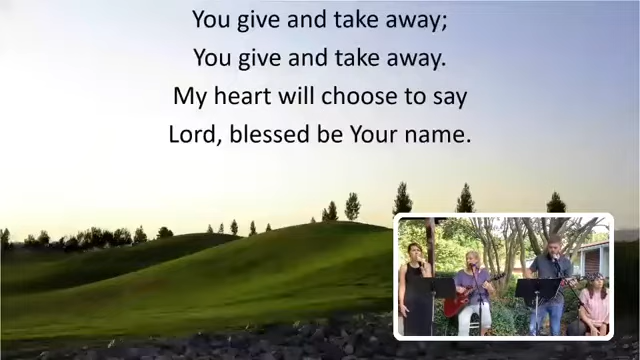 You give and take away;
You give and take away.
My heart will choose to say
Lord, blessed be Your name.